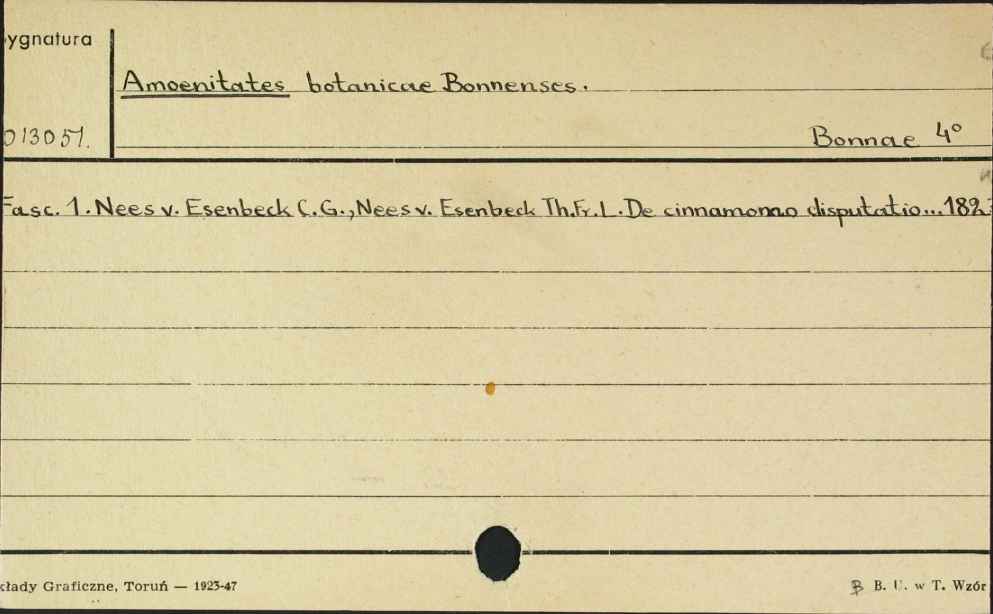 ygnatura
Amoenitates botanicae Bonnenses.
013051.
Bonnae 4°
Fasc. 1. Nees v. Esenbeck C.G., Nees v. Esenbeck Th.Fr.L. De cinnamomo disputatio...182
kłady Graficzne, Toruń — 1923-47
B. U. w T. Wzór